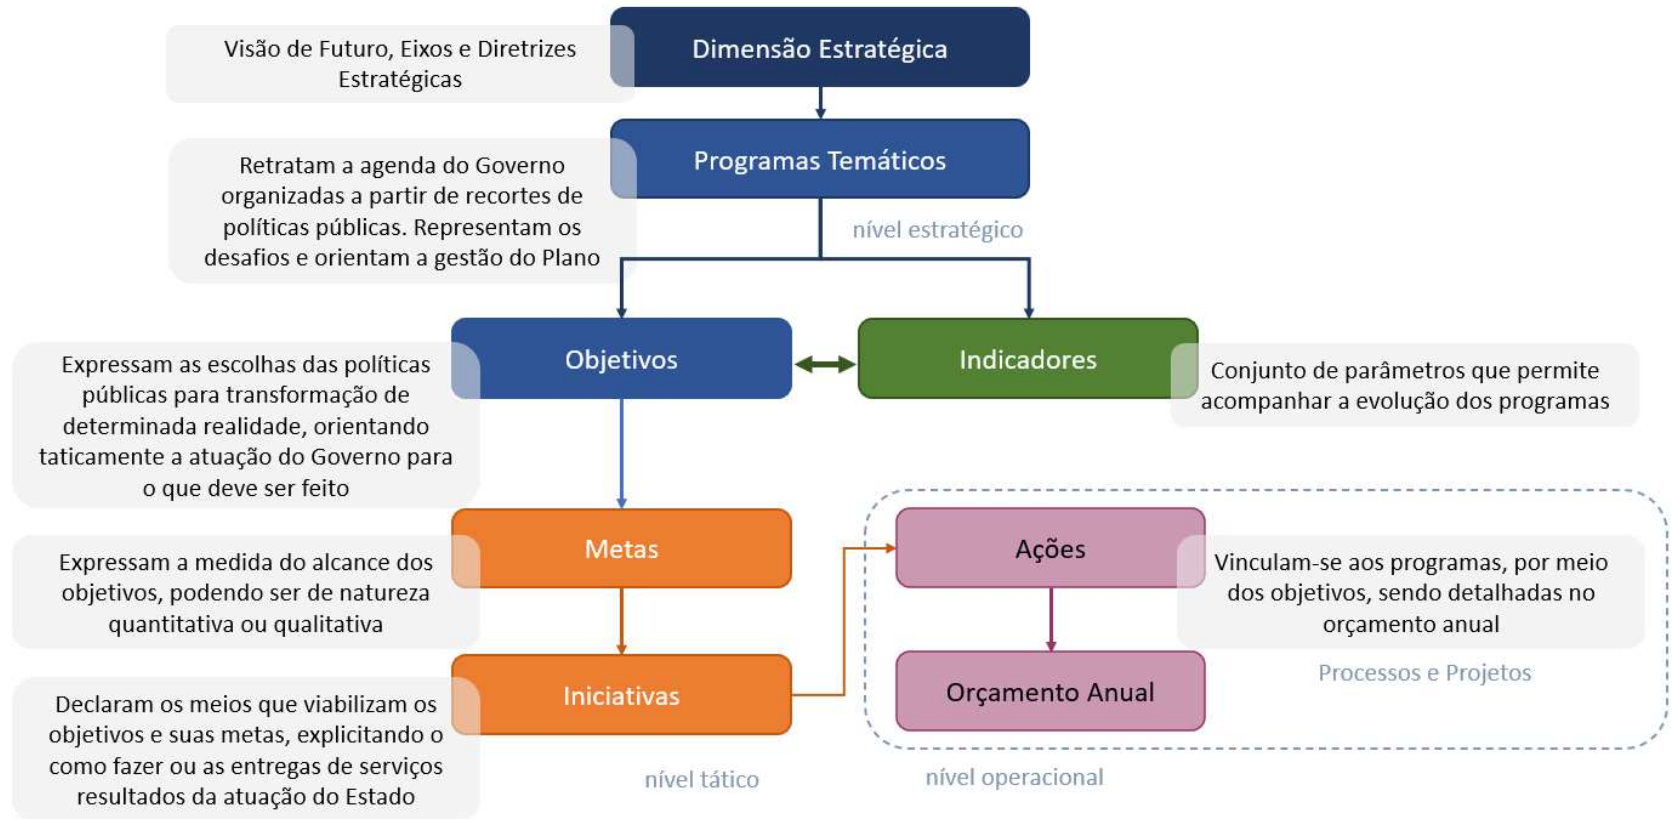 Visão de Futuro, Eixos e Diretrizes
Estratégicas
Dimensão Estratégica
Retratam a agenda do Governo
organizadas a partir de recortes de
políticas públicas. Representam os
desafios e orientam a gestão do Plano
Programas Temáticos
nível estratégico
Expressam as escolhas das políticas
públicas para transformação de
determinada realidade, orientando
taticamente a atuação do Governo para
o que deve ser feito
Objetivos
Indicadores
Conjunto de parâmetros que permite
acompanhar a evolução dos programas
Expressam a medida do alcance dos
objetivos, podendo ser de natureza
quantitativa ou qualitativa
Metas
Ações
Vinculam-se aos programas, por meio
dos objetivos, sendo detalhadas no
orçamento anual
Declaram os meios que viabilizam os
objetivos e suas metas, explicitando o
como fazer ou as entregas de serviços
resultados da atuação do Estado
Iniciativas
Orçamento Anual
Processos e Projetos
nível tático
nível operacional